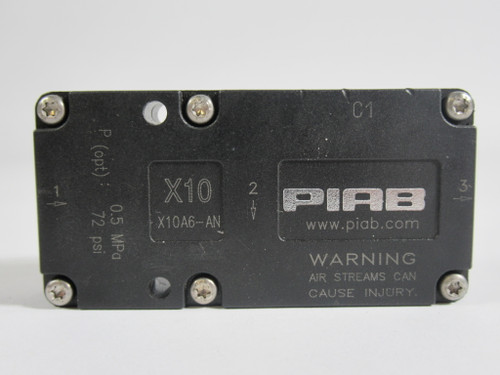 C1
1
P (opt): 0.5 MPa
72 psi
X10
X10A6-AN
2
PIAB
www.piab.com
3
WARNING
AIR STREAMS CAN
CAUSE INJURY.